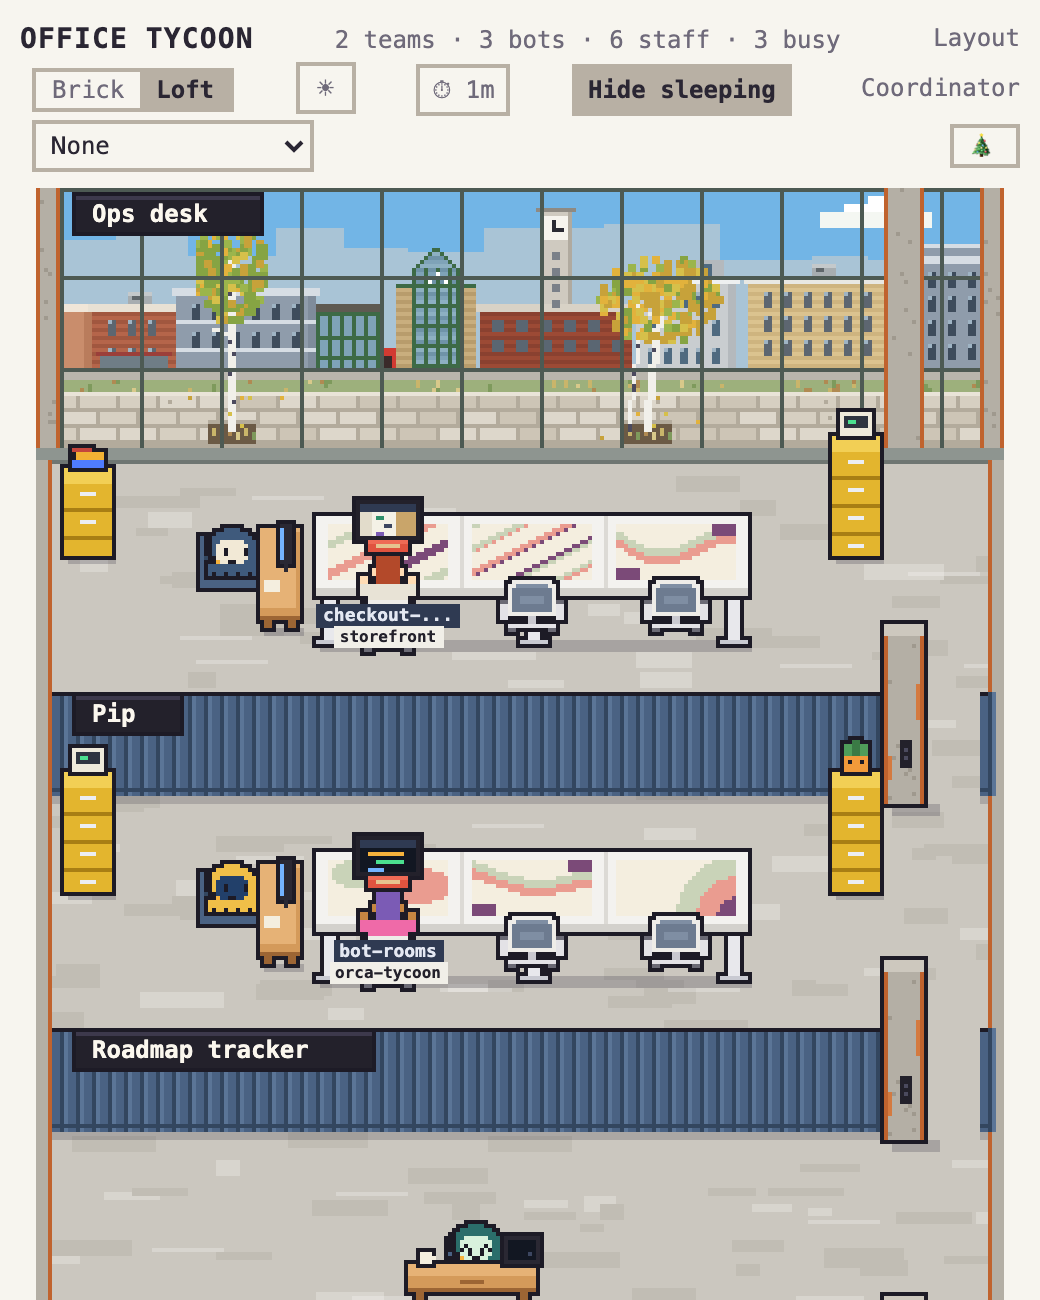 OFFICE TYCOON
2 teams · 3 bots · 6 staff · 3 busy
Layout
Brick
Loft
☀
⏱ 1m
Hide sleeping
Coordinator
None
🎄
Ops desk
checkout-...
storefront
Pip
bot-rooms
orca-tycoon
Roadmap tracker